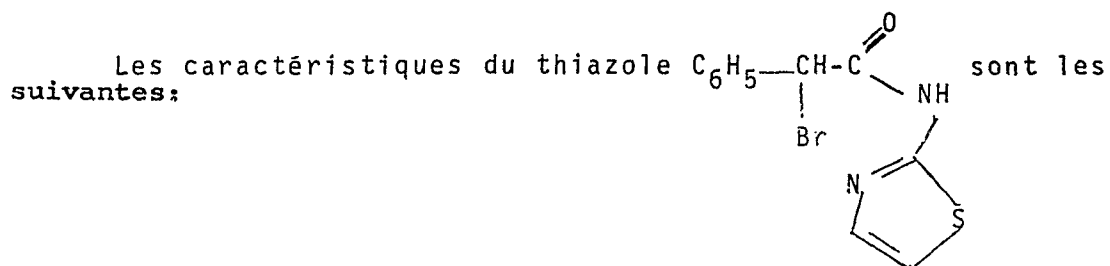 Les caractéristiques du thiazole C6H5—CH-C O sont les
suivantes:
NH
Br
N
S